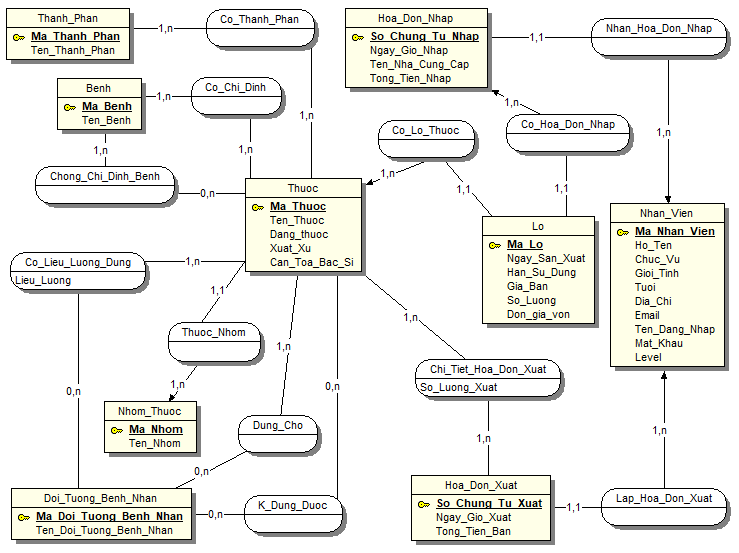 Thanh_Phan
Ma_Thanh_Phan
Ten_Thanh_Phan
1,n
Co_Thanh_Phan
1,n
Hoa_Don_Nhap
So_Chung_Tu_Nhap
Ngay_Gio_Nhap
Ten_Nha_Cung_Cap
Tong_Tien_Nhap
1,1
Nhan_Hoa_Don_Nhap
1,n
Benh
Ma_Benh
Ten_Benh
1,n
Co_Chi_Dinh
1,n
1,n
Chong_Chi_Dinh_Benh
0,n
Co_Lo_Thuoc
1,n
1,1
1,n
Co_Hoa_Don_Nhap
1,1
Thuoc
Ma_Thuoc
Ten_Thuoc
Dang_thuoc
Xuat_Xu
Can_Toa_Bac_Si
Lo
Ma_Lo
Ngay_San_Xuat
Han_Su_Dung
Gia_Ban
So_Luong
Don_gia_von
Nhan_Vien
Ma_Nhan_Vien
Ho_Ten
Chuc_Vu
Gioi_Tinh
Tuoi
Dia_Chi
Email
Ten_Dang_Nhap
Mat_Khau
Level
Co_Lieu_Luong_Dung
Lieu_Luong
1,n
0,n
1,1
Thuoc_Nhom
1,n
Nhom_Thuoc
Ma_Nhom
Ten_Nhom
1,n
Dung_Cho
0,n
0,n
K_Dung_Duoc
0,n
1,n
Chi_Tiet_Hoa_Don_Xuat
So_Luong_Xuat
1,n
1,n
Doi_Tuong_Benh_Nhan
Ma_Doi_Tuong_Benh_Nhan
Ten_Doi_Tuong_Benh_Nhan
Hoa_Don_Xuat
So_Chung_Tu_Xuat
Ngay_Gio_Xuat
Tong_Tien_Ban
1,1
Lap_Hoa_Don_Xuat